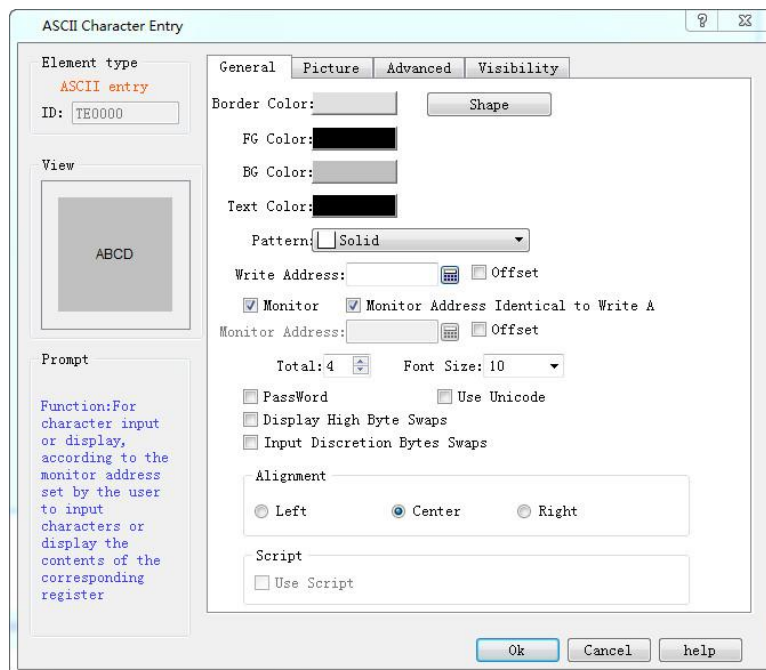 ASCII Character Entry
Element type
ASCII entry
ID: TE0000
View
ABCD
Prompt
Function:For
character input
or display,
according to the
monitor address
set by the user
to input
characters or
display the
contents of the
corresponding
register
General Picture Advanced Visibility
Border Color: Shape
FG Color:
BG Color:
Text Color:
Pattern: Solid
Write Address: Offset
Monitor Monitor Address Identical to Write A
Monitor Address: Offset
Total: 4 Font Size: 10
PassWord Use Unicode
Display High Byte Swaps
Input Discretion Bytes Swaps
Alignment
Left Center Right
Script
Use Script
Ok Cancel help